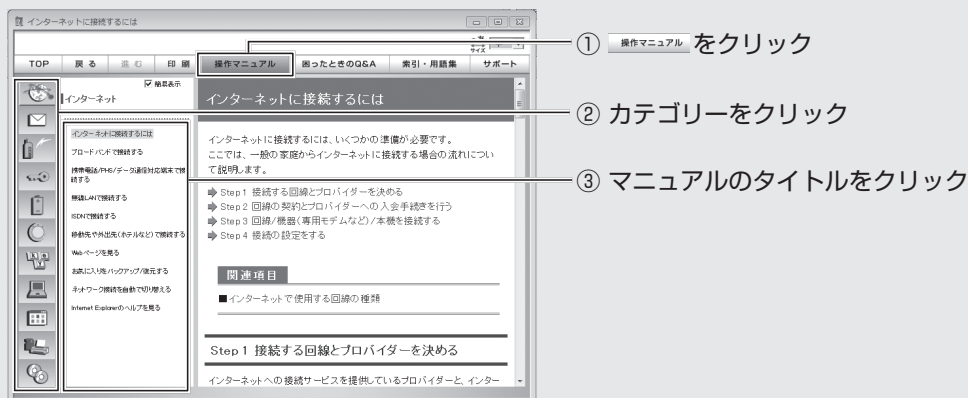 インターネットに接続するには
サイズ
TOP 戻る 進む 印刷 操作マニュアル 困ったときのQ&A 索引・用語集 サポート
簡易表示
インターネット
インターネットに接続するには
ブロードバンドで接続する
携帯電話/PHS/データ通信対応端末で接
続する
無線LANで接続する
ISDNで接続する
移動先や外出先(ホテルなど)で接続する
Webページを見る
お気に入りをバックアップ/復元する
ネットワーク接続を自動で切り替える
Internet Explorerのヘルプを見る
インターネットに接続するには
インターネットに接続するには、いくつかの準備が必要です。
ここでは、一般の家庭からインターネットに接続する場合の流れについ
て説明します。
Step 1 接続する回線とプロバイダーを決める
Step 2 回線の契約とプロバイダーへの入会手続きを行う
Step 3 回線/機器(専用モデムなど)/本機を接続する
Step 4 接続の設定をする
関連項目
■インターネットで使用する回線の種類
Step 1 接続する回線とプロバイダーを決める
インターネットへの接続サービスを提供しているプロバイダーと、インター
① 操作マニュアル をクリック
② カテゴリーをクリック
③ マニュアルのタイトルをクリック